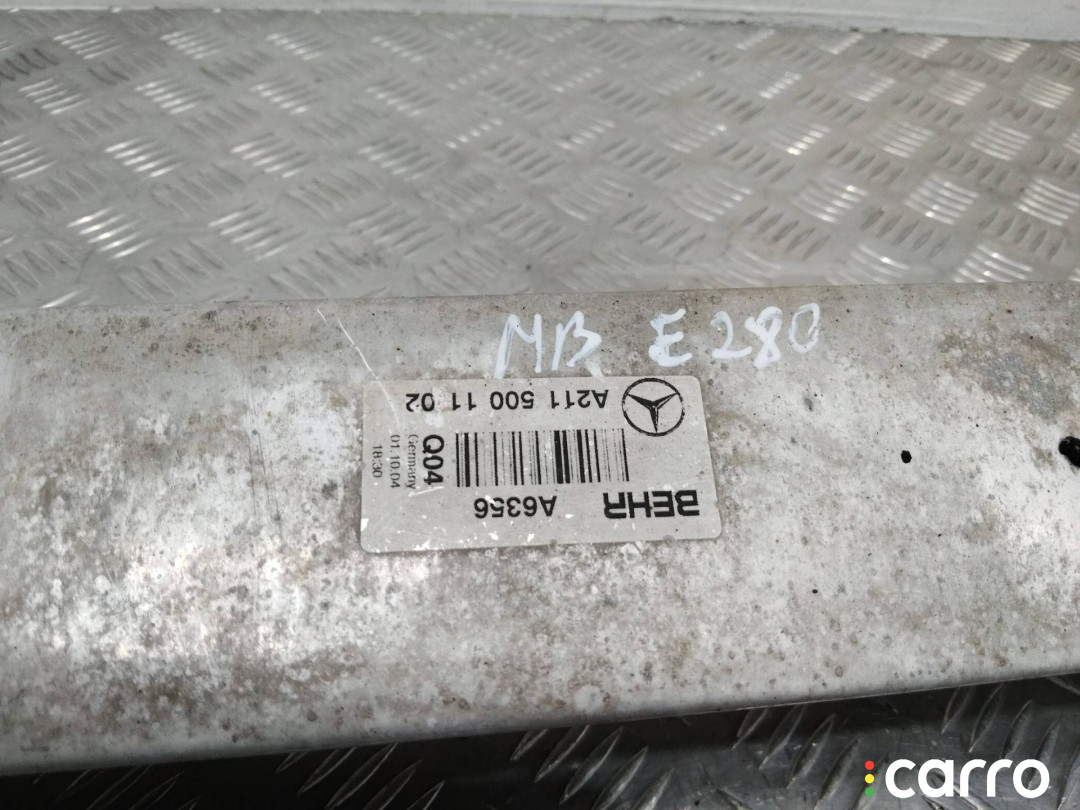 MB E280
BEHR A6356
Q04
Germany
01.10.04
18:30
A211 500 11 02
carro